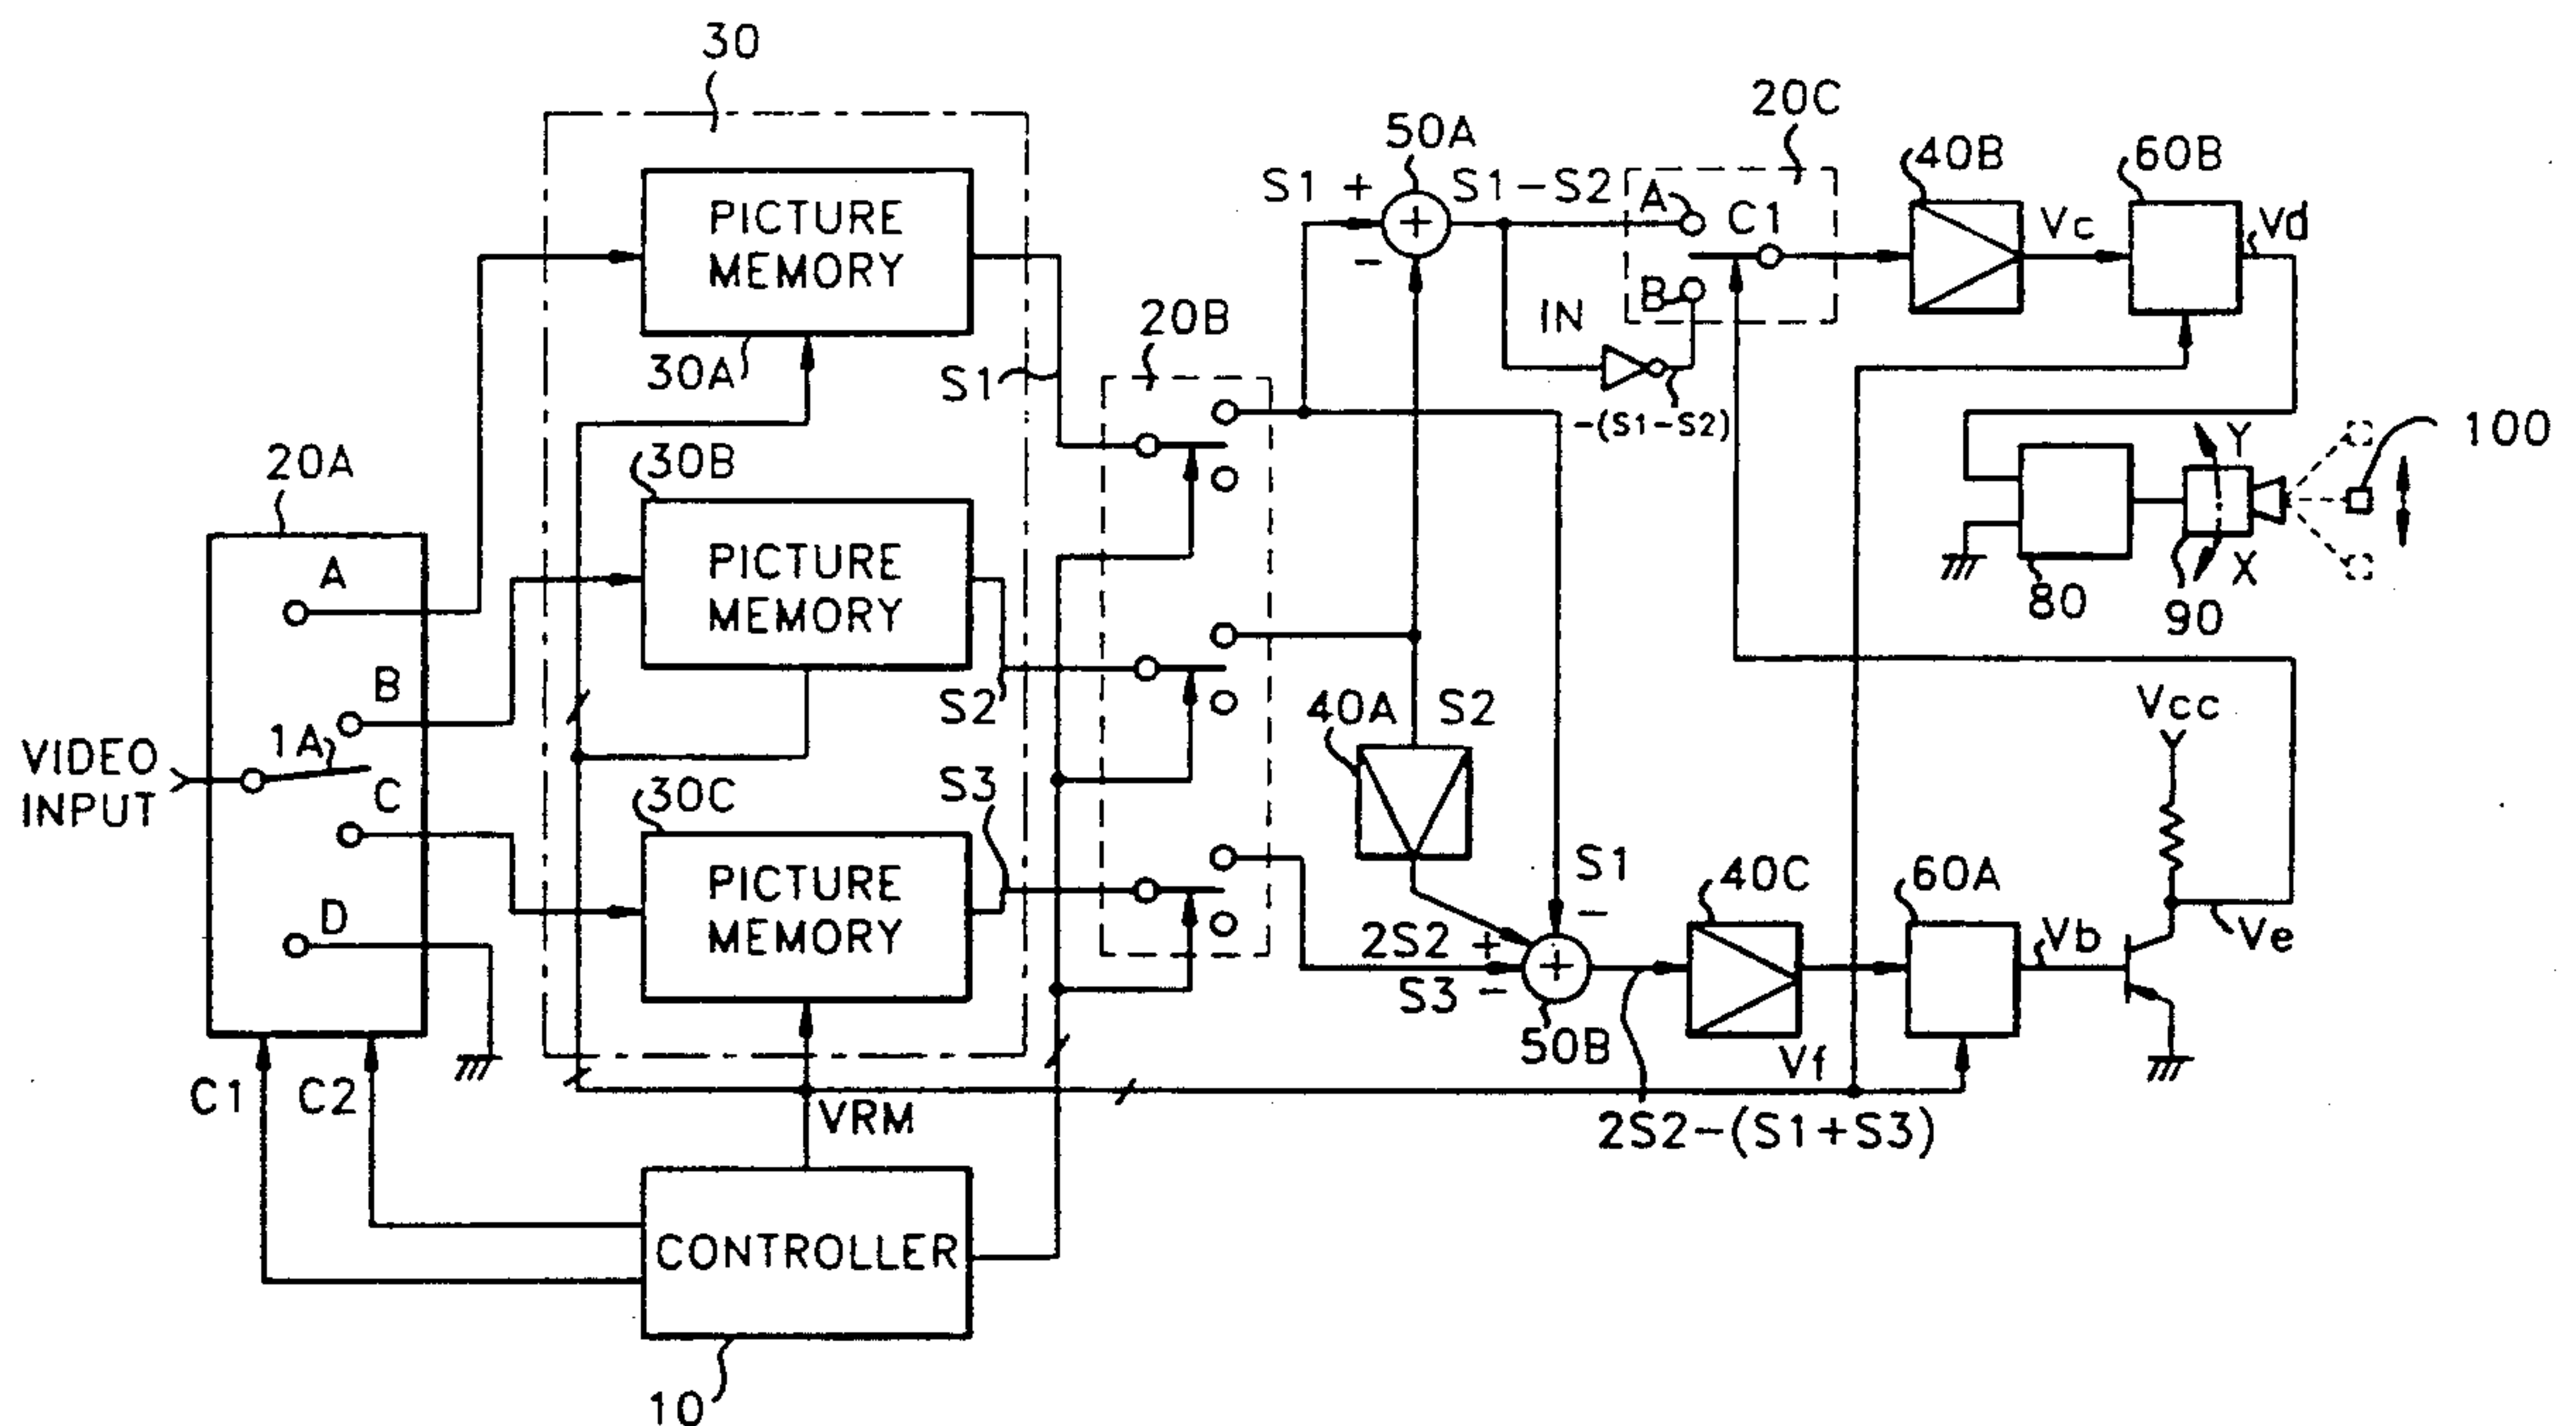 30
20C
50A
40B
60B
S1 +
S1-S2
A
C1
Vc
Vd
-
B
IN
PICTURE
MEMORY
20B
30A
S1
-(S1-S2)
100
Y
20A
30B
A
PICTURE
MEMORY
X
80
90
B
S2
40A
S2
Vcc
1A
VIDEO
INPUT
C
30C
S3
S1
40C
60A
-
PICTURE
MEMORY
D
2S2 +
Vb
Ve
S3 -
50B
Vf
C1
C2
VRM
2S2-(S1+S3)
CONTROLLER
10